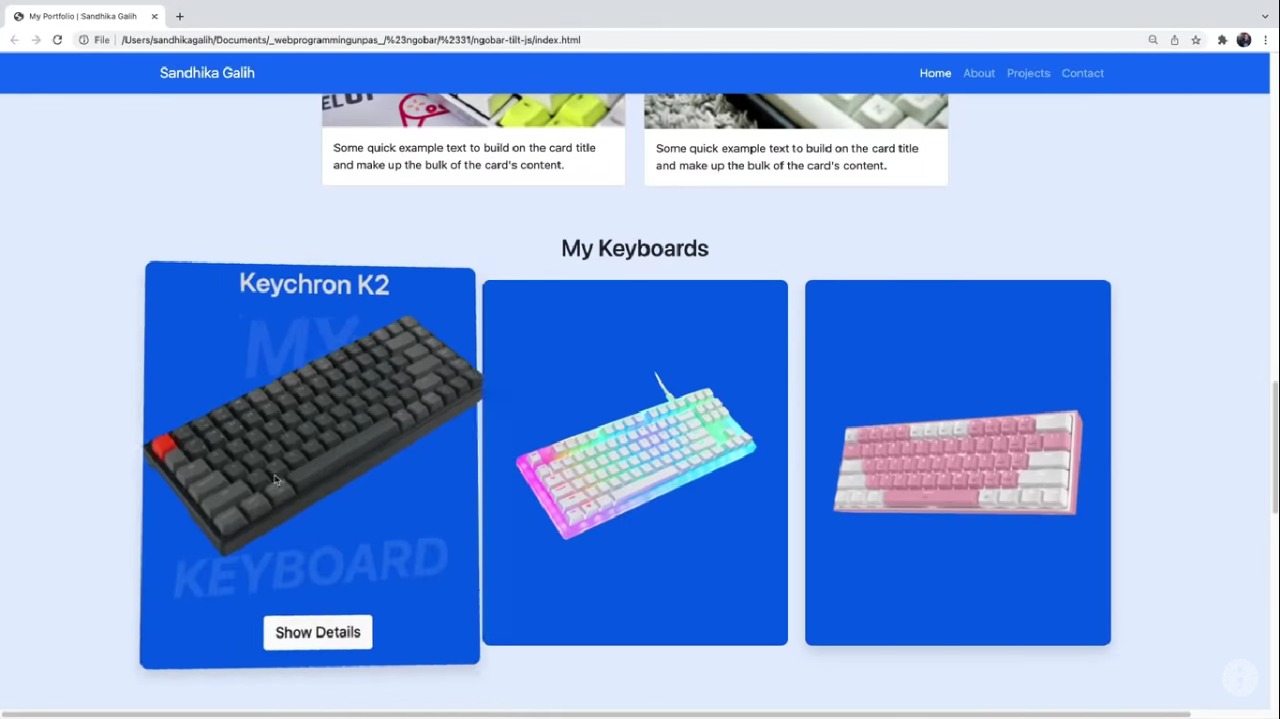 My Portfolio | Sandhika Galih
File
/Users/sandhikagalih/Documents/_webprogrammingunpas_/%23ngobar/%2331/ngobar-tilt-js/index.html
Sandhika Galih
Home
About
Projects
Contact
Some quick example text to build on the card title
and make up the bulk of the card's content.
Some quick example text to build on the card title
and make up the bulk of the card's content.
My Keyboards
Keychron K2
MY
KEYBOARD
Show Details